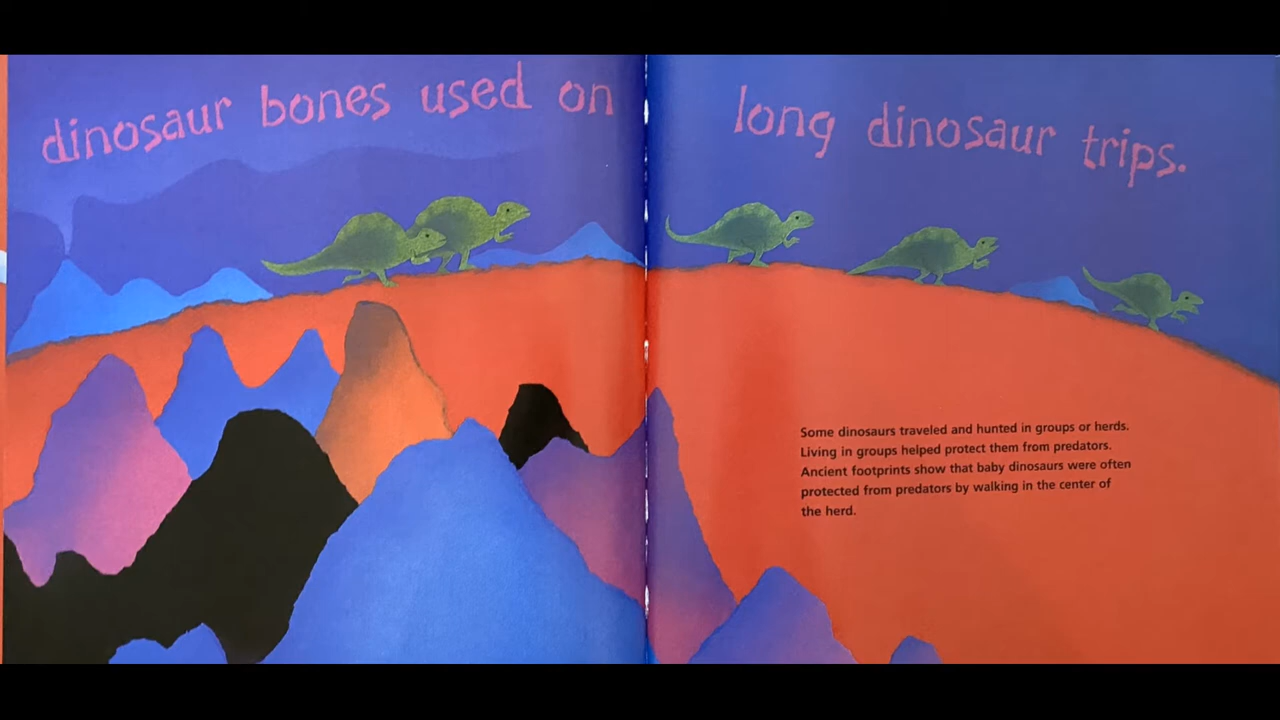 dinosaur bones used on long dinosaur trips.
Some dinosaurs traveled and hunted in groups or herds.
Living in groups helped protect them from predators.
Ancient footprints show that baby dinosaurs were often
protected from predators by walking in the center of
the herd.